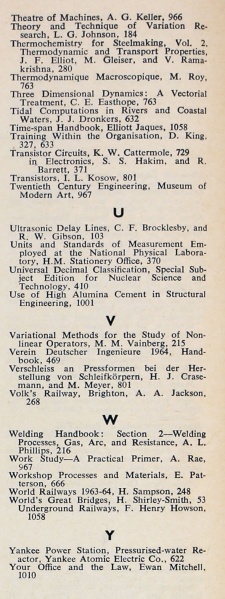 Theatre of Machines, A. G. Keller, 966
Theory and Technique of Variation Re-
search, L. G. Johnson, 184
Thermochemistry for Steelmaking, Vol. 2,
Thermodynamic and Transport Properties,
J. F. Elliot, M. Gleiser, and V. Rama-
krishna, 280
Thermodynamique Macroscopique, M. Roy,
763
Three Dimensional Dynamics: A Vectorial
Treatment, C. E. Easthope, 763
Tidal Computations in Rivers and Coastal
Waters, J. J. Dronkers, 632
Time-span Handbook, Elliott Jaques, 1058
Training Within the Organisation, D. King,
327, 633
Transistor Circuits, K. W. Cattermole, 729
in Electronics, S. S. Hakim, and
R. Barrett, 371
Transistors, I. L. Kosow, 801
Twentieth Century Engineering, Museum of
Modern Art, 967
U
Ultrasonic Delay Lines, C. F. Brocklesby, and
R. W. Gibson, 103
Units and Standards of Measurement Em-
ployed at the National Physical Labora-
tory, H.M. Stationery Office, 370
Universal Decimal Classification, Special Sub-
ject Edition for Nuclear Science and
Technology, 410
Use of High Alumina Cement in Structural
Engineering, 1001
V
Variational Methods for the Study of Non-
linear Operators, M. M. Vainberg, 215
Verein Deutscher Ingenieure 1964, Hand-
book, 469
Verschleiss an Pressformen bei der Her-
stellung von Schleifkörpern, H. J. Crase-
mann, and M. Meyer, 801
Volk's Railway, Brighton, A. A. Jackson,
268
W
Welding Handbook: Section 2—Welding
Processes, Gas, Arc, and Resistance, A. L.
Phillips, 216
Work Study—A Practical Primer, A. Rae,
967
Workshop Processes and Materials, E. Pat-
terson, 666
World Railways 1963-64, H. Sampson, 248
World's Great Bridges, H. Shirley-Smith, 53
Underground Railways, F. Henry Howson,
1058
Y
Yankee Power Station, Pressurised-water Re-
actor, Yankee Atomic Electric Co., 622
Your Office and the Law, Ewan Mitchell,
1010